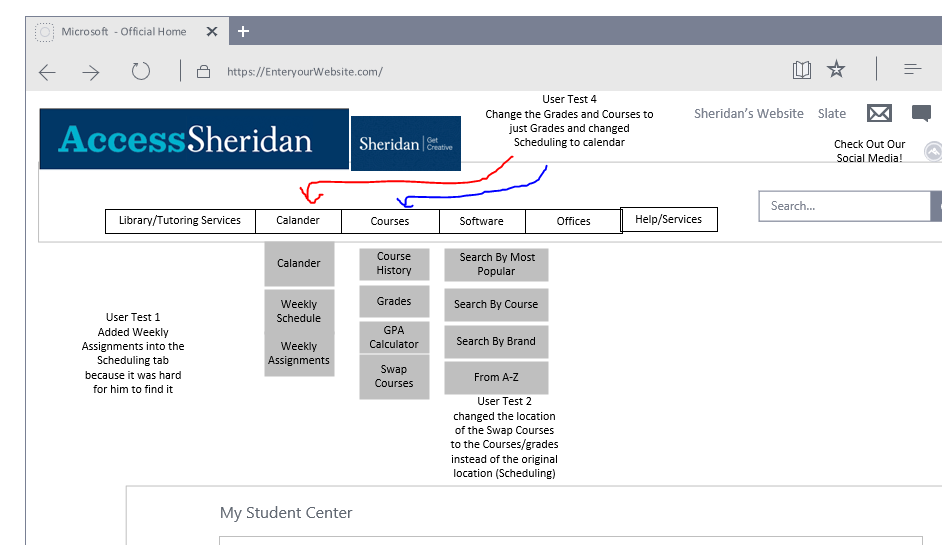 Microsoft - Official Home
https://EnteryourWebsite.com/
User Test 4
Change the Grades and Courses to
just Grades and changed
Scheduling to calendar
Sheridan's Website Slate
AccessSheridan
Sheridan | Get
Creative
Check Out Our
Social Media!
Search...
Library/Tutoring Services Calander Courses Software Offices Help/Services
Calander
Weekly
Schedule
Weekly
Assignments
Course
History
Grades
GPA
Calculator
Swap
Courses
Search By Most
Popular
Search By Course
Search By Brand
From A-Z
User Test 1
Added Weekly
Assignments into the
Scheduling tab
because it was hard
for him to find it
User Test 2
changed the location
of the Swap Courses
to the Courses/grades
instead of the original
location (Scheduling)
My Student Center